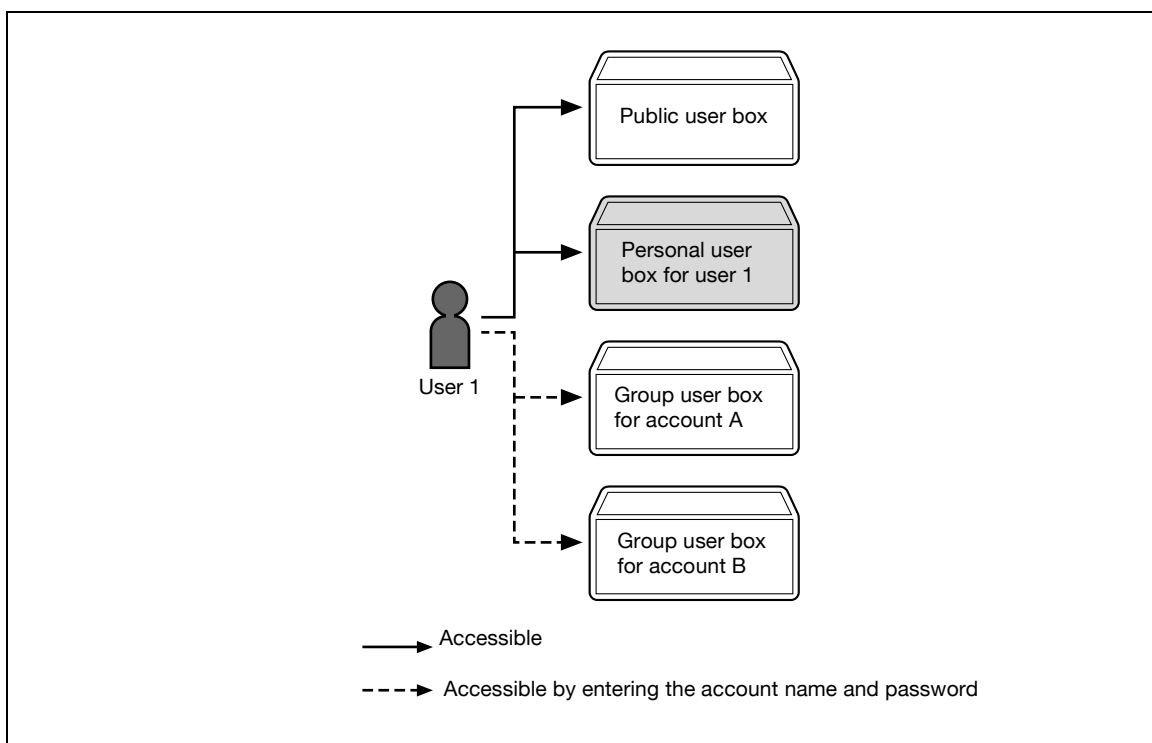 Public user box
Personal user
box for user 1
User 1
Group user box
for account A
Group user box
for account B
Accessible
Accessible by entering the account name and password